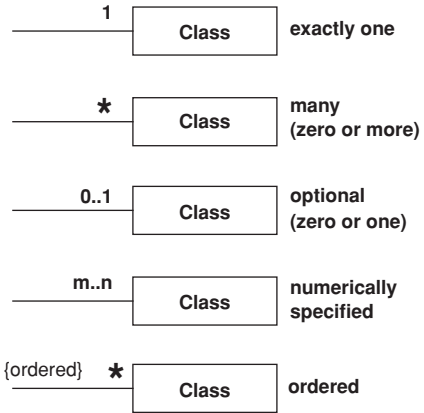 1
Class
exactly one
*
Class
many
(zero or more)
0..1
Class
optional
(zero or one)
m..n
Class
numerically
specified
{ordered} *
Class
ordered